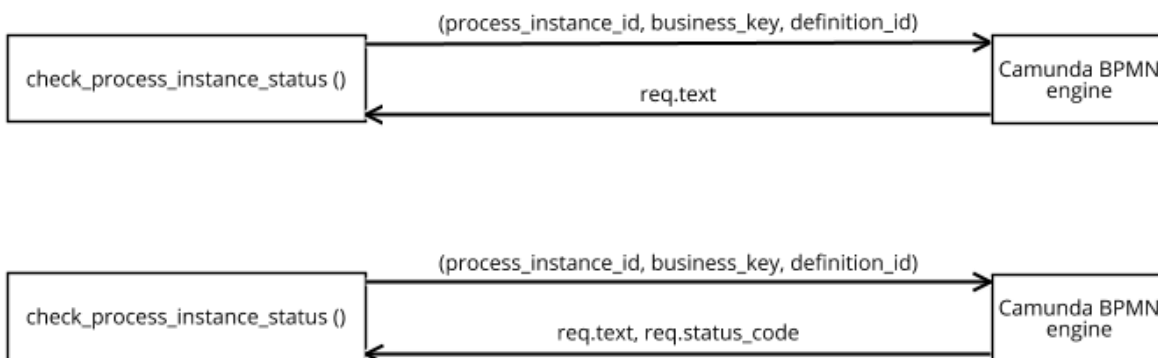 (process_instance_id, business_key, definition_id)
check_process_instance_status ()
Camunda BPMN
engine
req.text
(process_instance_id, business_key, definition_id)
check_process_instance_status ()
Camunda BPMN
engine
req.text, req.status_code